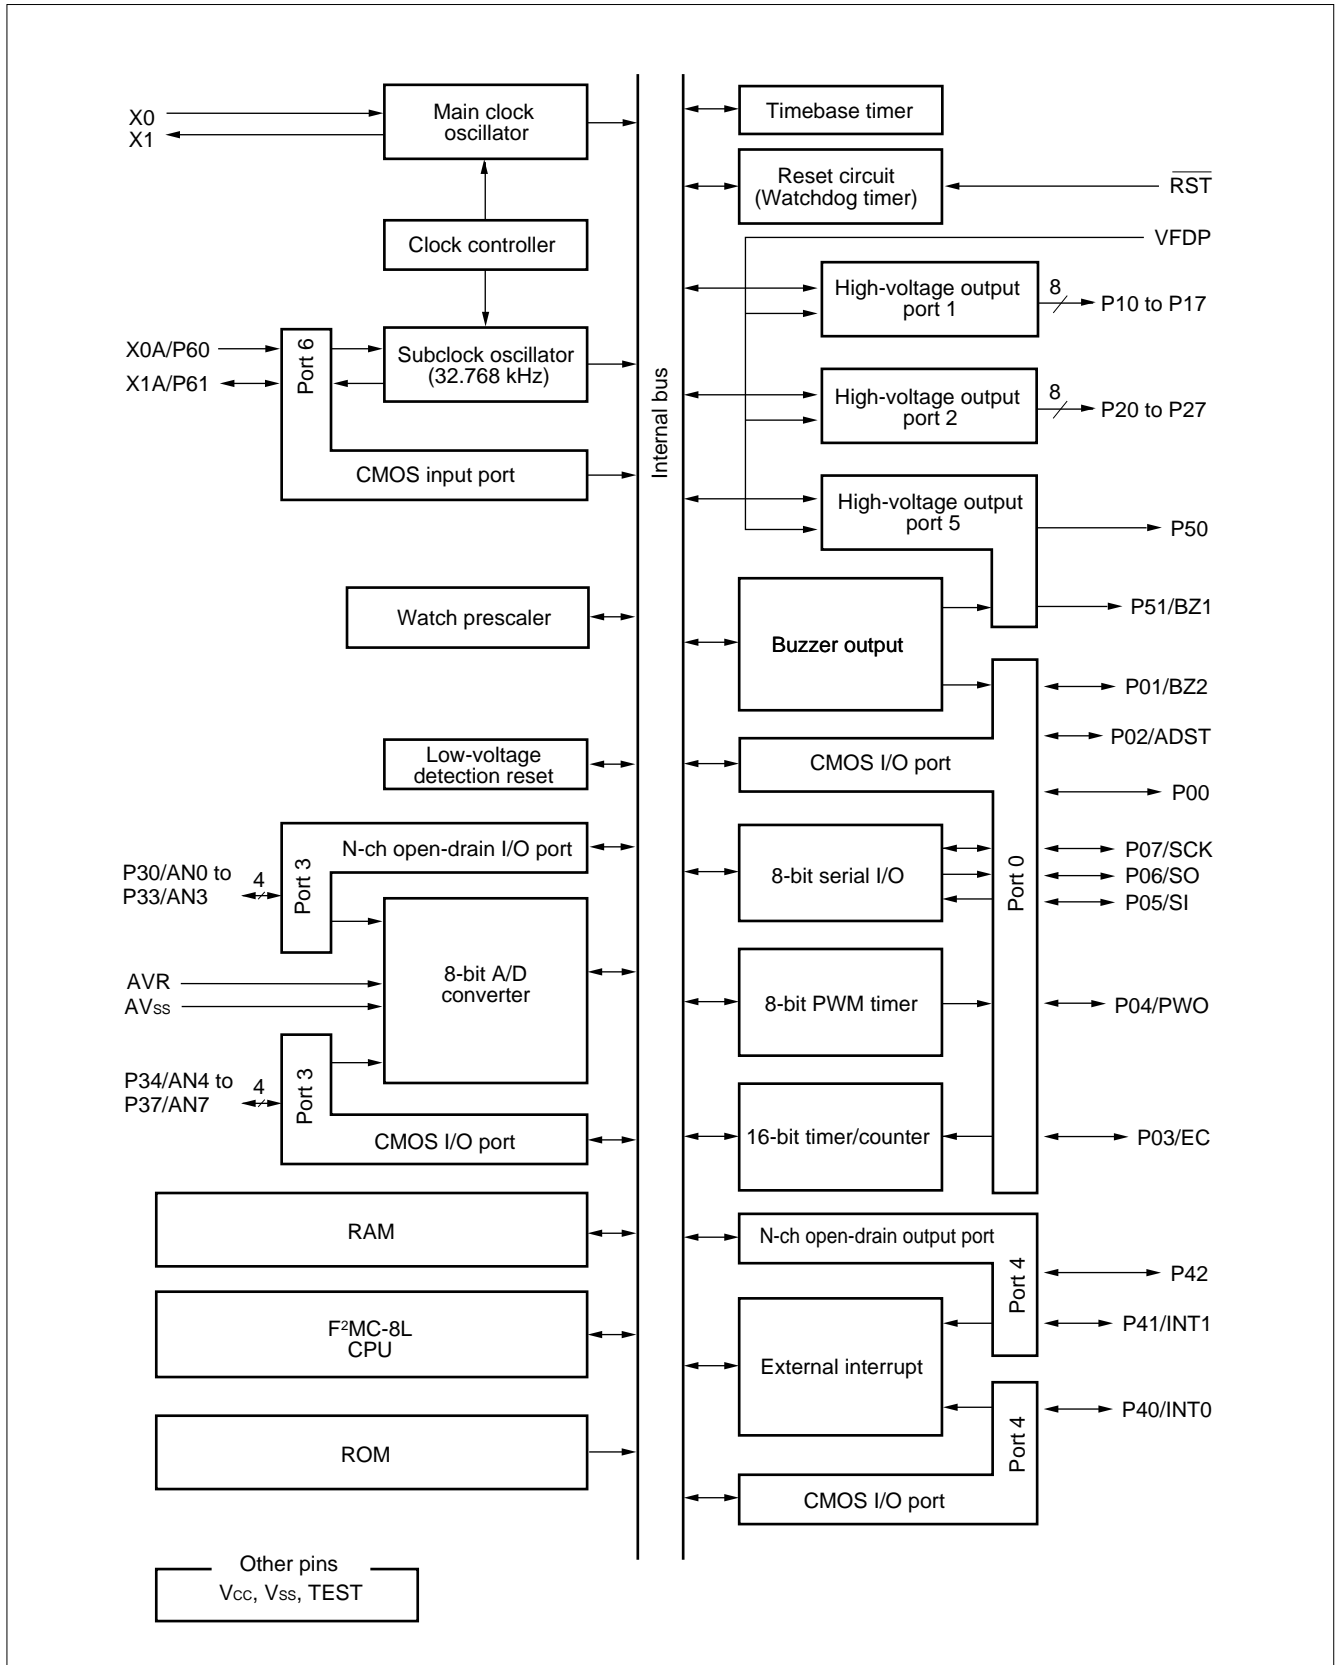 X0
X1
Main clock
oscillator
Clock controller
X0A/P60
X1A/P61
Port 6
Subclock oscillator
(32.768 kHz)
CMOS input port
Watch prescaler
Low-voltage
detection reset
N-ch open-drain I/O port
P30/AN0 to
P33/AN3
4
Port 3
8-bit A/D
converter
AVR
AVss
P34/AN4 to
P37/AN7
4
Port 3
CMOS I/O port
RAM
F²MC-8L
CPU
ROM
Other pins
Vcc, Vss, TEST
Internal bus
Timebase timer
Reset circuit
(Watchdog timer)
RST
VFDP
High-voltage output
port 1
8
P10 to P17
High-voltage output
port 2
8
P20 to P27
High-voltage output
port 5
P50
P51/BZ1
Buzzer output
P01/BZ2
P02/ADST
CMOS I/O port
P00
Port 0
8-bit serial I/O
P07/SCK
P06/SO
P05/SI
8-bit PWM timer
P04/PWO
16-bit timer/counter
P03/EC
N-ch open-drain output port
Port 4
P42
P41/INT1
External interrupt
P40/INT0
Port 4
CMOS I/O port